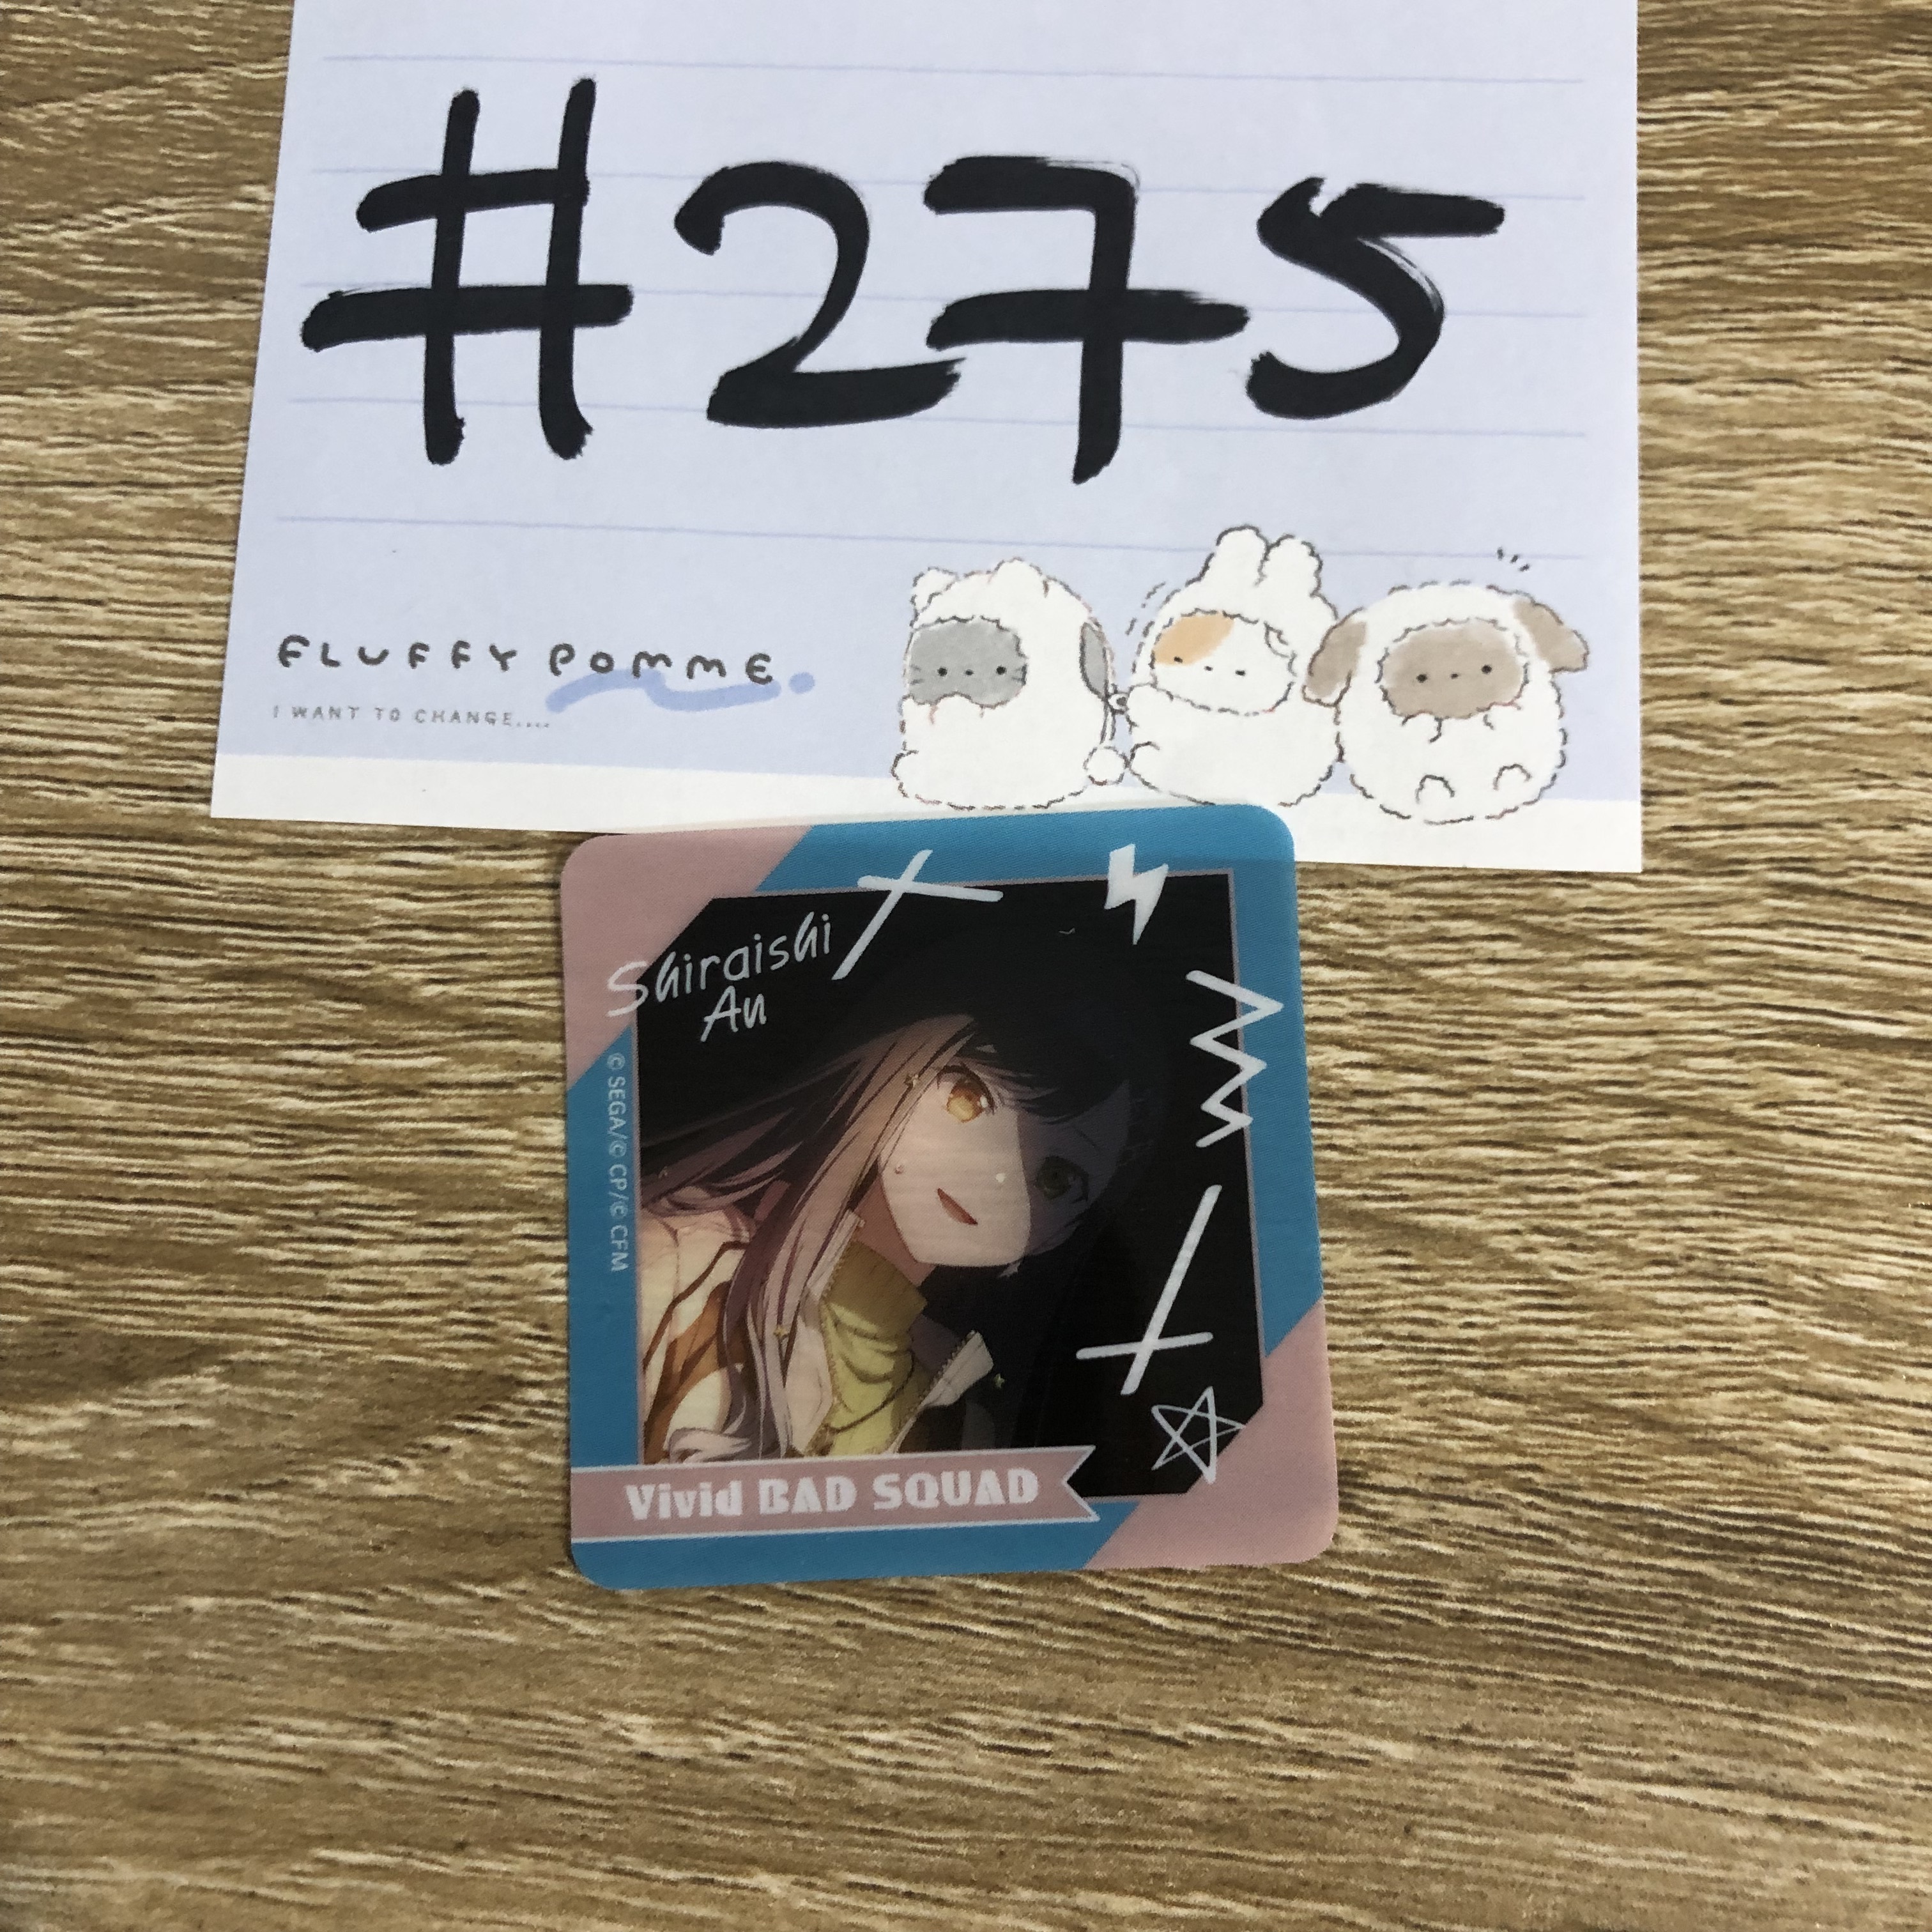 #275
FLUFFY POMME.
I WANT TO CHANGE....
Shiraishi
An
© SEGA/© CP/© CFM
Vivid BAD SQUAD